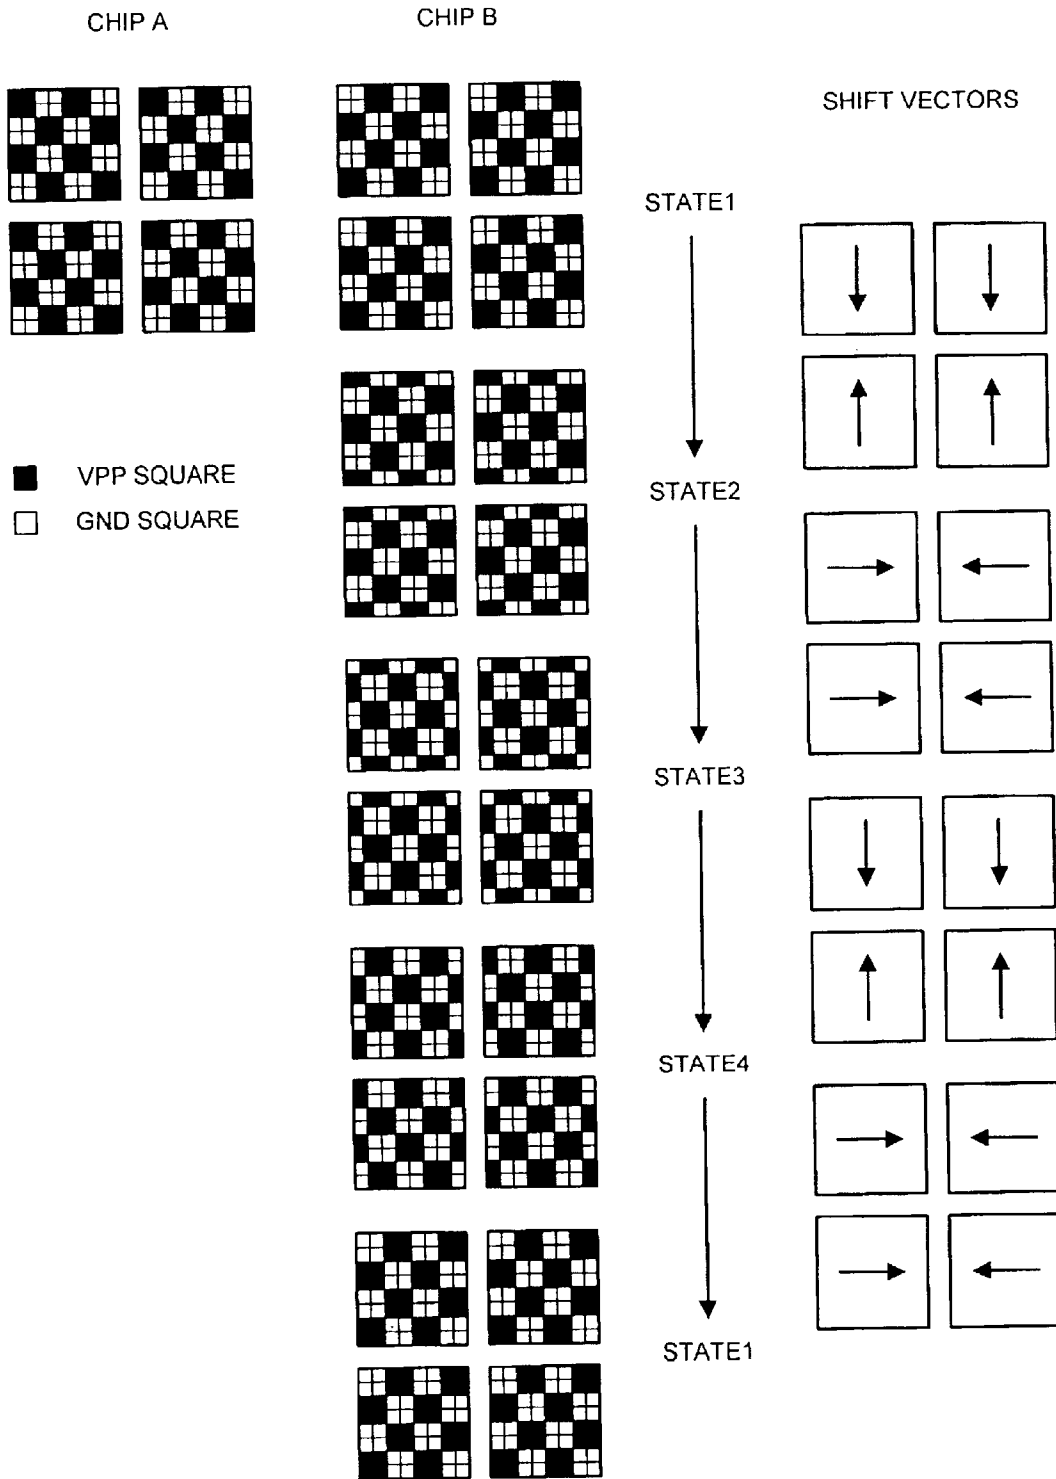 CHIP A
CHIP B
SHIFT VECTORS
STATE1
VPP SQUARE
GND SQUARE
STATE2
STATE3
STATE4
STATE1